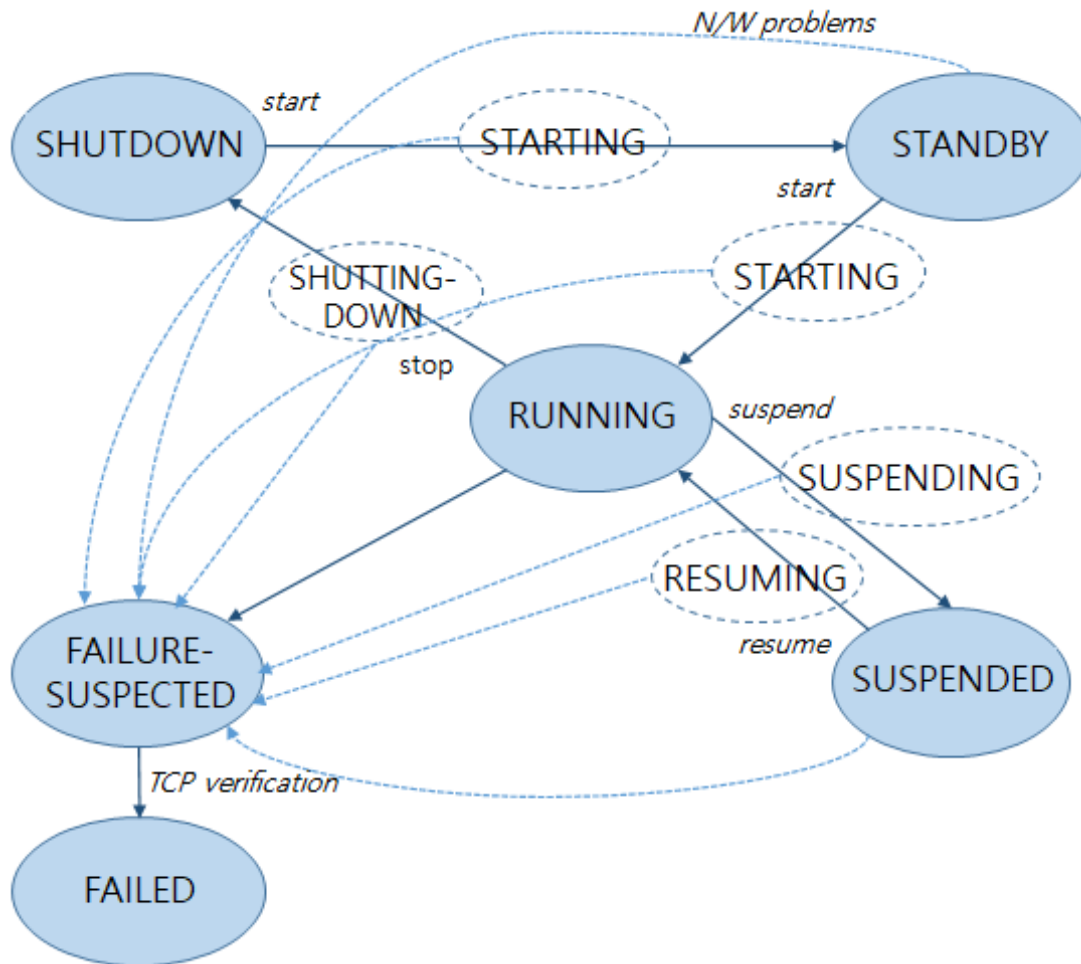 N/W problems
start
SHUTDOWN
STARTING
STANDBY
start
SHUTTING-
DOWN
STARTING
stop
RUNNING
suspend
SUSPENDING
RESUMING
resume
FAILURE-
SUSPECTED
SUSPENDED
TCP verification
FAILED